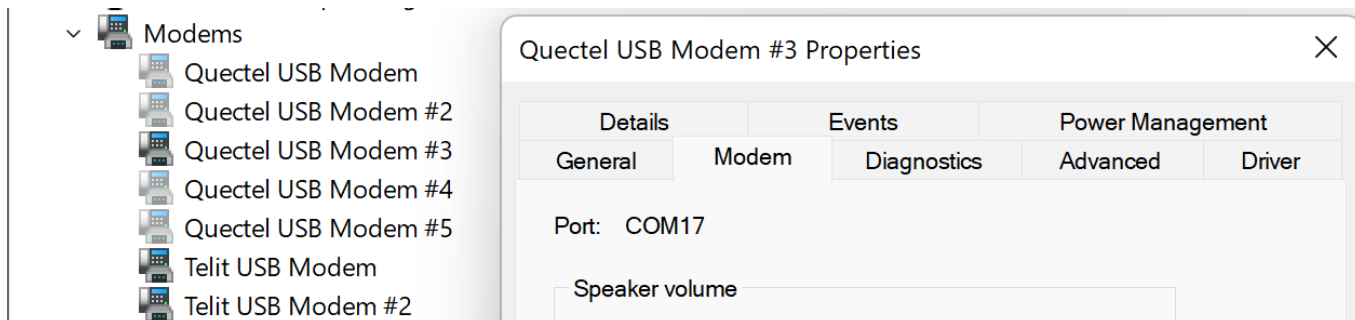 Modems
Quectel USB Modem
Quectel USB Modem #2
Quectel USB Modem #3
Quectel USB Modem #4
Quectel USB Modem #5
Telit USB Modem
Telit USB Modem #2
Quectel USB Modem #3 Properties
Details Events Power Management
General Modem Diagnostics Advanced Driver
Port: COM17
Speaker volume